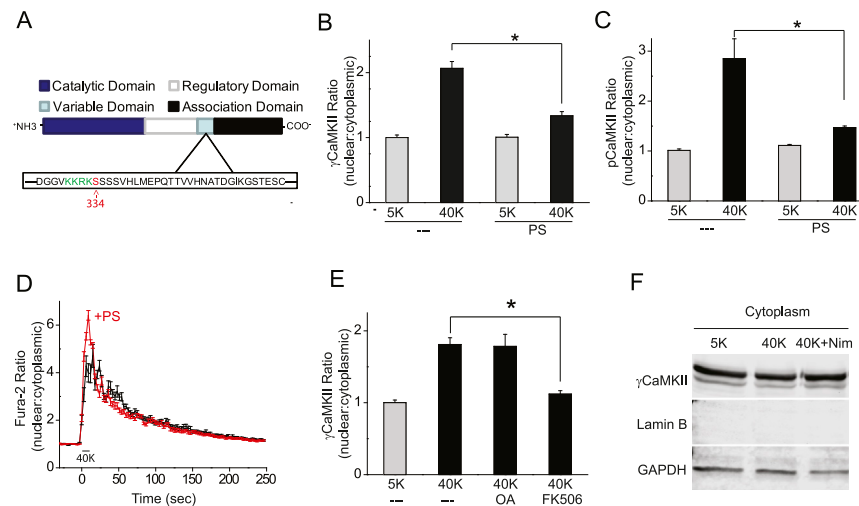 A
Catalytic Domain
Regulatory Domain
Variable Domain
Association Domain
+NH3
COO-
DGGVKKRKSSSSVHLMEPQTTVVHNATDGIKGSTESC
334
-
B
γCaMKII Ratio
(nuclear:cytoplasmic)
2
1
0
*
5K
40K
5K
40K
---
PS
C
pCaMKII Ratio
(nuclear:cytoplasmic)
3
2
1
0
*
5K
40K
5K
40K
---
PS
D
Fura-2 Ratio
(nuclear:cytoplasmic)
6
4
2
0
+PS
40K
0 50 100 150 200 250
Time (sec)
E
γCaMKII Ratio
(nuclear:cytoplasmic)
2
1
0
*
5K
40K
40K
40K
---
---
OA
FK506
F
Cytoplasm
5K 40K 40K+Nim
γCaMKII
Lamin B
GAPDH